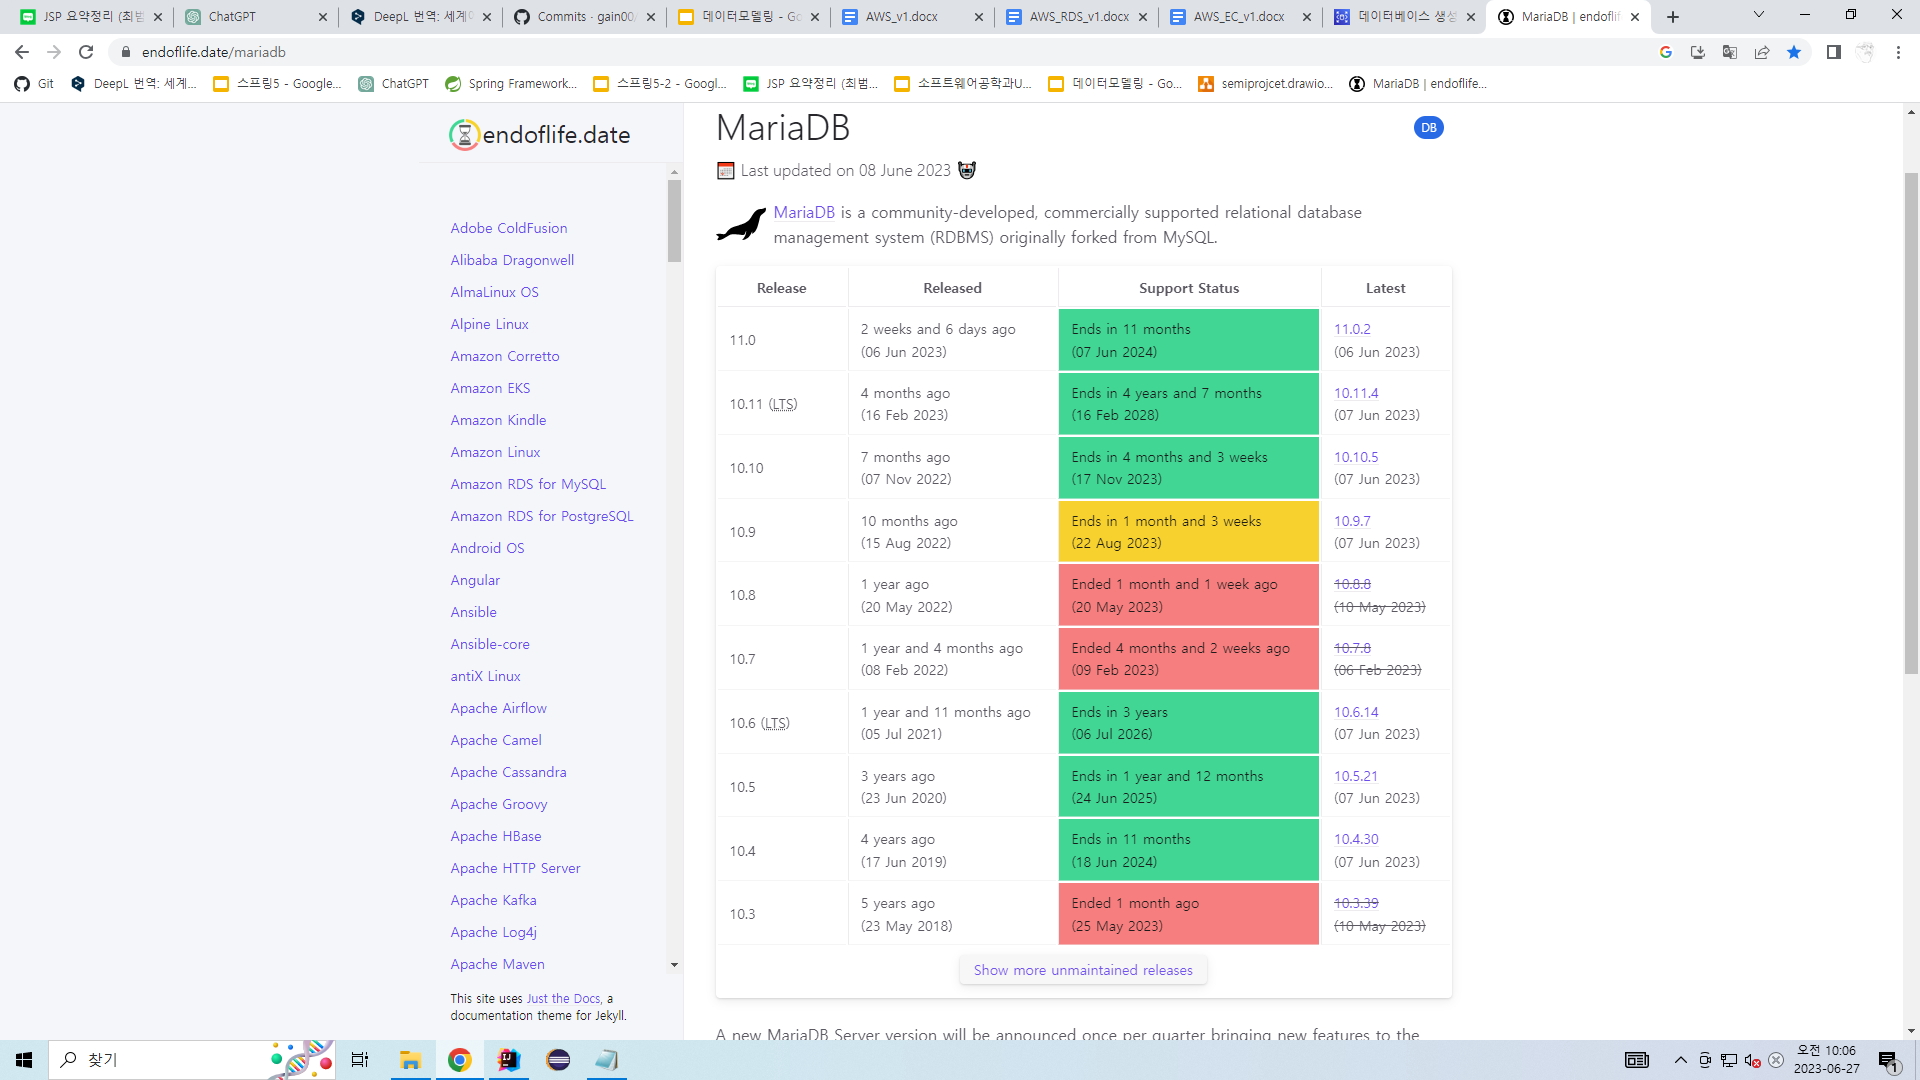 JSP 요약정리 (최범
ChatGPT
DeepL 번역: 세계
Commits · gain00/
데이터모델링 - Go
AWS_v1.docx
AWS_RDS_v1.docx
AWS_EC_v1.docx
데이터베이스 생성
MariaDB | endoflif
endoflife.date/mariadb
Git
DeepL 번역: 세계...
스프링5 - Google...
ChatGPT
Spring Framework...
스프링5-2 - Googl...
JSP 요약정리 (최범...
소프트웨어공학과U...
데이터모델링 - Go...
semiprojcet.drawio...
MariaDB | endoflife...
endoflife.date
Adobe ColdFusion
Alibaba Dragonwell
AlmaLinux OS
Alpine Linux
Amazon Corretto
Amazon EKS
Amazon Kindle
Amazon Linux
Amazon RDS for MySQL
Amazon RDS for PostgreSQL
Android OS
Angular
Ansible
Ansible-core
antiX Linux
Apache Airflow
Apache Camel
Apache Cassandra
Apache Groovy
Apache HBase
Apache HTTP Server
Apache Kafka
Apache Log4j
Apache Maven
This site uses Just the Docs, a
documentation theme for Jekyll.
MariaDB
DB
Last updated on 08 June 2023
MariaDB is a community-developed, commercially supported relational database
management system (RDBMS) originally forked from MySQL.
Release Released Support Status Latest
11.0
2 weeks and 6 days ago
(06 Jun 2023)
Ends in 11 months
(07 Jun 2024)
11.0.2
(06 Jun 2023)
10.11 (LTS)
4 months ago
(16 Feb 2023)
Ends in 4 years and 7 months
(16 Feb 2028)
10.11.4
(07 Jun 2023)
10.10
7 months ago
(07 Nov 2022)
Ends in 4 months and 3 weeks
(17 Nov 2023)
10.10.5
(07 Jun 2023)
10.9
10 months ago
(15 Aug 2022)
Ends in 1 month and 3 weeks
(22 Aug 2023)
10.9.7
(07 Jun 2023)
10.8
1 year ago
(20 May 2022)
Ended 1 month and 1 week ago
(20 May 2023)
10.8.8
(10 May 2023)
10.7
1 year and 4 months ago
(08 Feb 2022)
Ended 4 months and 2 weeks ago
(09 Feb 2023)
10.7.8
(06 Feb 2023)
10.6 (LTS)
1 year and 11 months ago
(05 Jul 2021)
Ends in 3 years
(06 Jul 2026)
10.6.14
(07 Jun 2023)
10.5
3 years ago
(23 Jun 2020)
Ends in 1 year and 12 months
(24 Jun 2025)
10.5.21
(07 Jun 2023)
10.4
4 years ago
(17 Jun 2019)
Ends in 11 months
(18 Jun 2024)
10.4.30
(07 Jun 2023)
10.3
5 years ago
(23 May 2018)
Ended 1 month ago
(25 May 2023)
10.3.39
(10 May 2023)
Show more unmaintained releases
A new MariaDB Server version will be announced once per quarter bringing new features to the
찾기
오전 10:06
2023-06-27
1